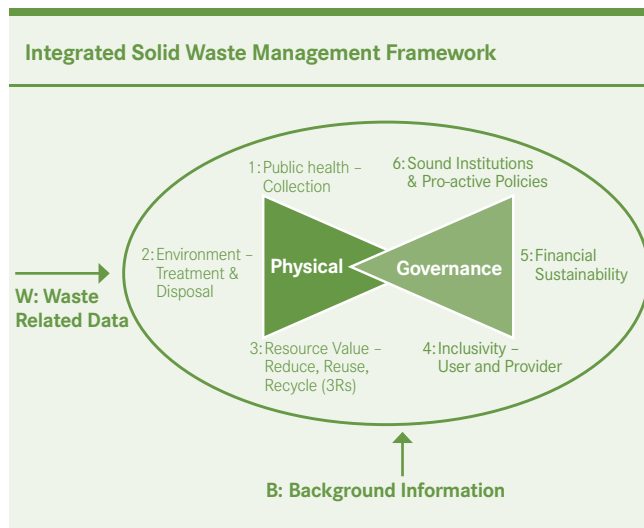 Integrated Solid Waste Management Framework
1: Public health –
Collection
6: Sound Institutions
& Pro-active Policies
2: Environment –
Treatment &
Disposal
Physical
Governance
5: Financial
Sustainability
W: Waste
Related Data
3: Resource Value –
Reduce, Reuse,
Recycle (3Rs)
4: Inclusivity –
User and Provider
B: Background Information